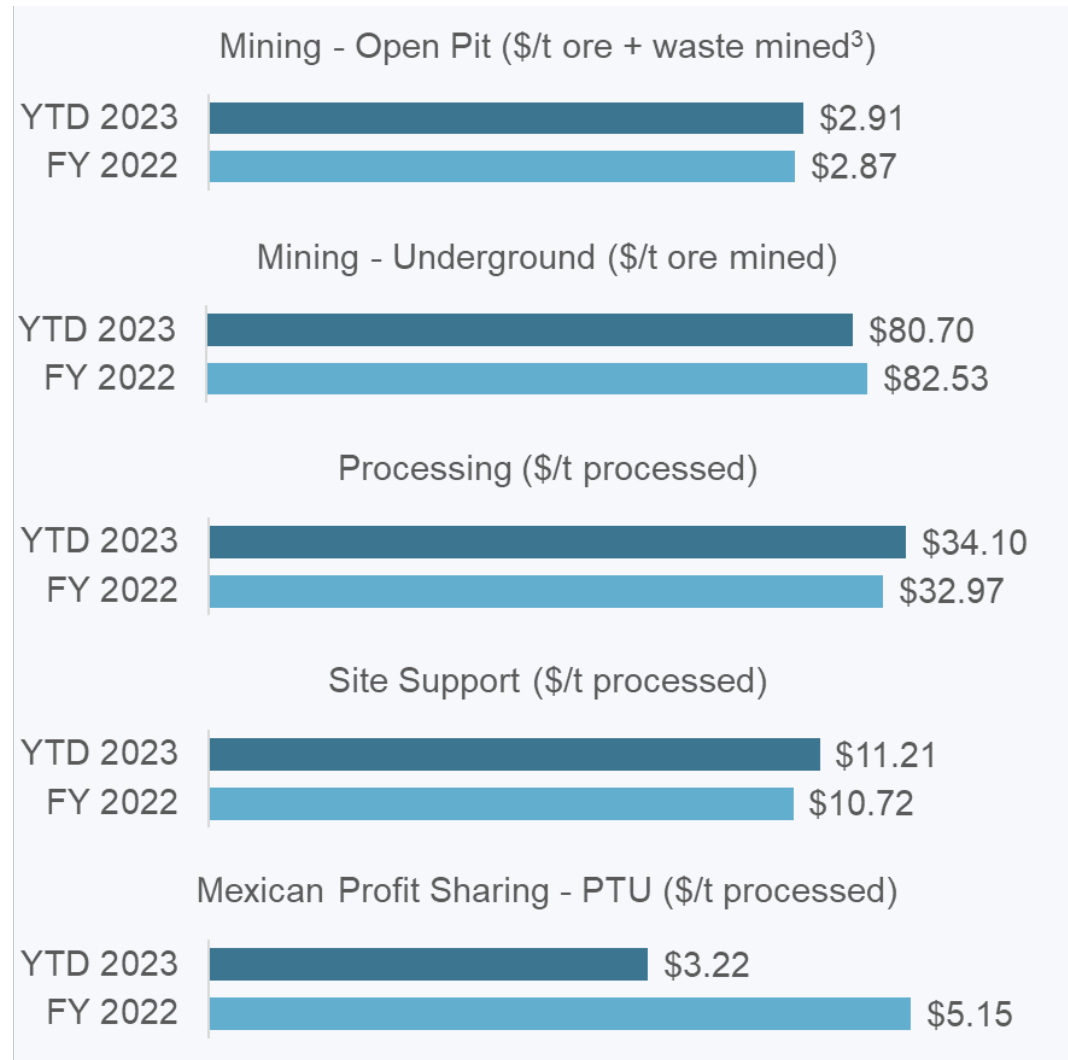 Mining - Open Pit ($/t ore + waste mined³)
YTD 2023 $2.91
FY 2022 $2.87
Mining - Underground ($/t ore mined)
YTD 2023 $80.70
FY 2022 $82.53
Processing ($/t processed)
YTD 2023 $34.10
FY 2022 $32.97
Site Support ($/t processed)
YTD 2023 $11.21
FY 2022 $10.72
Mexican Profit Sharing - PTU ($/t processed)
YTD 2023 $3.22
FY 2022 $5.15